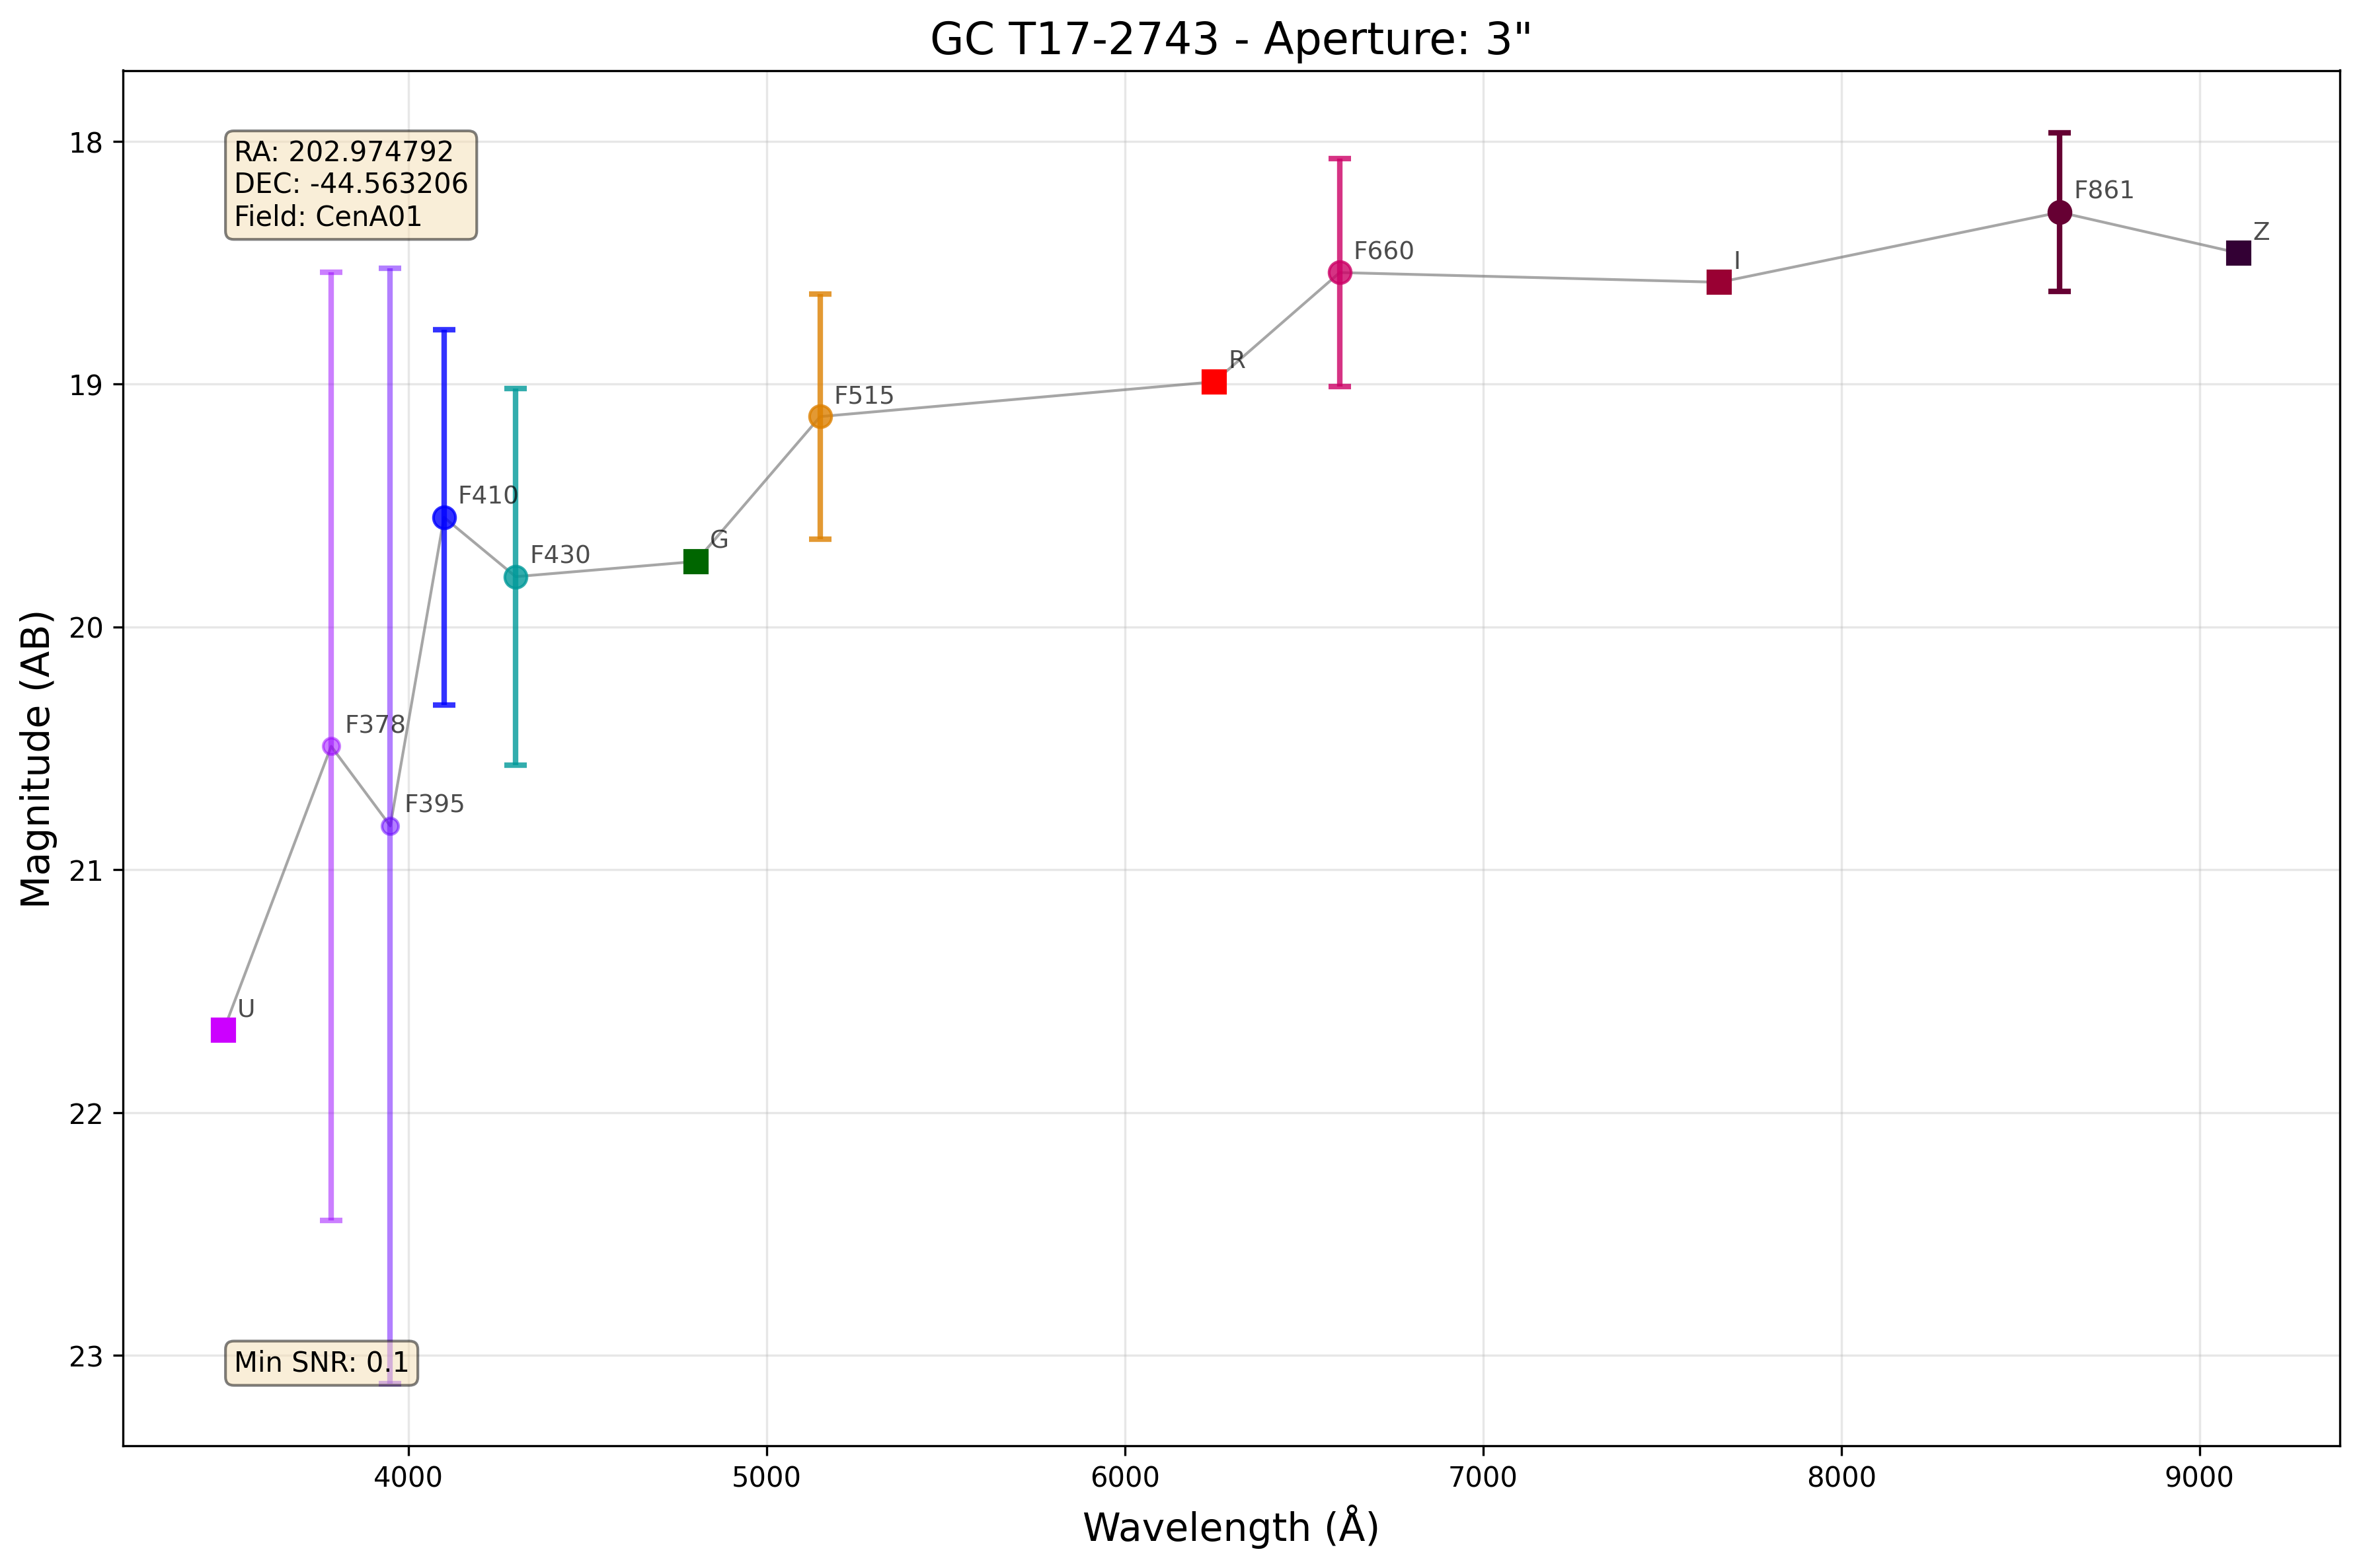 GC T17-2743 - Aperture: 3"
RA: 202.974792
DEC: -44.563206
Field: CenA01
18
19
20
21
22
23
Magnitude (AB)
U
F378
F395
F410
F430
G
F515
R
F660
I
F861
Z
Min SNR: 0.1
4000
5000
6000
7000
8000
9000
Wavelength (Å)